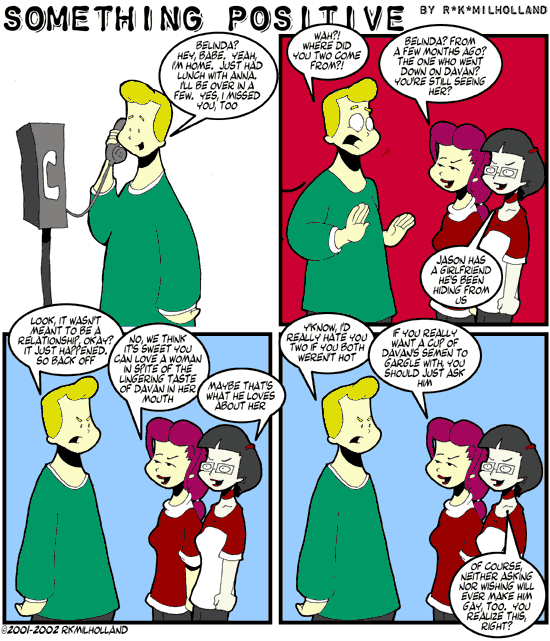 SOMETHING POSITIVE
BY R*K*MILHOLLAND
BELINDA?
HEY, BABE. YEAH,
I'M HOME. JUST HAD
LUNCH WITH ANNA.
I'LL BE OVER IN A
FEW. YES, I MISSED
YOU, TOO
C
WAH?!
WHERE DID
YOU TWO COME
FROM?!
BELINDA? FROM
A FEW MONTHS AGO?
THE ONE WHO WENT
DOWN ON DAVAN?
YOU'RE STILL SEEING
HER?
JASON HAS
A GIRLFRIEND
HE'S BEEN
HIDING FROM
US
LOOK, IT WASN'T
MEANT TO BE A
RELATIONSHIP, OKAY?
IT JUST HAPPENED.
SO BACK OFF
NO, WE THINK
IT'S SWEET YOU
CAN LOVE A WOMAN
IN SPITE OF THE
LINGERING TASTE
OF DAVAN IN HER
MOUTH
MAYBE THAT'S
WHAT HE LOVES
ABOUT HER
Y'KNOW, I'D
REALLY HATE YOU
TWO IF YOU BOTH
WERENT HOT
IF YOU REALLY
WANT A CUP OF
DAVAN'S SEMEN TO
GARGLE WITH, YOU
SHOULD JUST ASK
HIM
OF COURSE,
NEITHER ASKING
NOR WISHING WILL
EVER MAKE HIM
GAY, TOO. YOU
REALIZE THIS,
RIGHT?
©2001-2002 RKMILHOLLAND